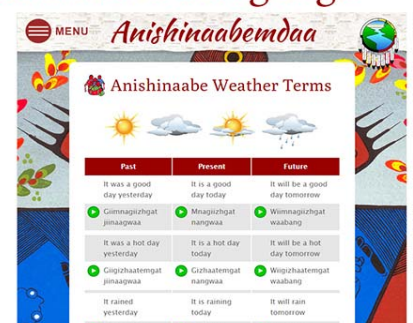 MENU
Anishinaabemdaa
Anishinaabe Weather Terms
Past Present Future
It was a good It is a good It will be a good
day yesterday day today day tomorrow
Giimnagiizhgat Mnagiizhgat Wiimnagiizhgat
jiinaagwaa nangwaa waabang
It was a hot day It is a hot day It will be a hot
yesterday today day tomorrow
Giigizhaatemgat Gizhaatemgat Wiigizhaatemgat
jiinaagwaa nangwaa waabang
It rained It is raining It will rain
yesterday today tomorrow